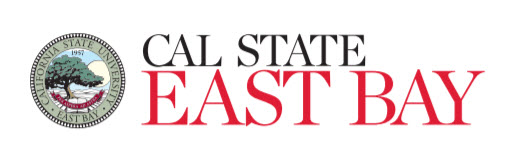 CALIFORNIA STATE UNIVERSITY
1957
EAST BAY
CAL STATE
EAST BAY